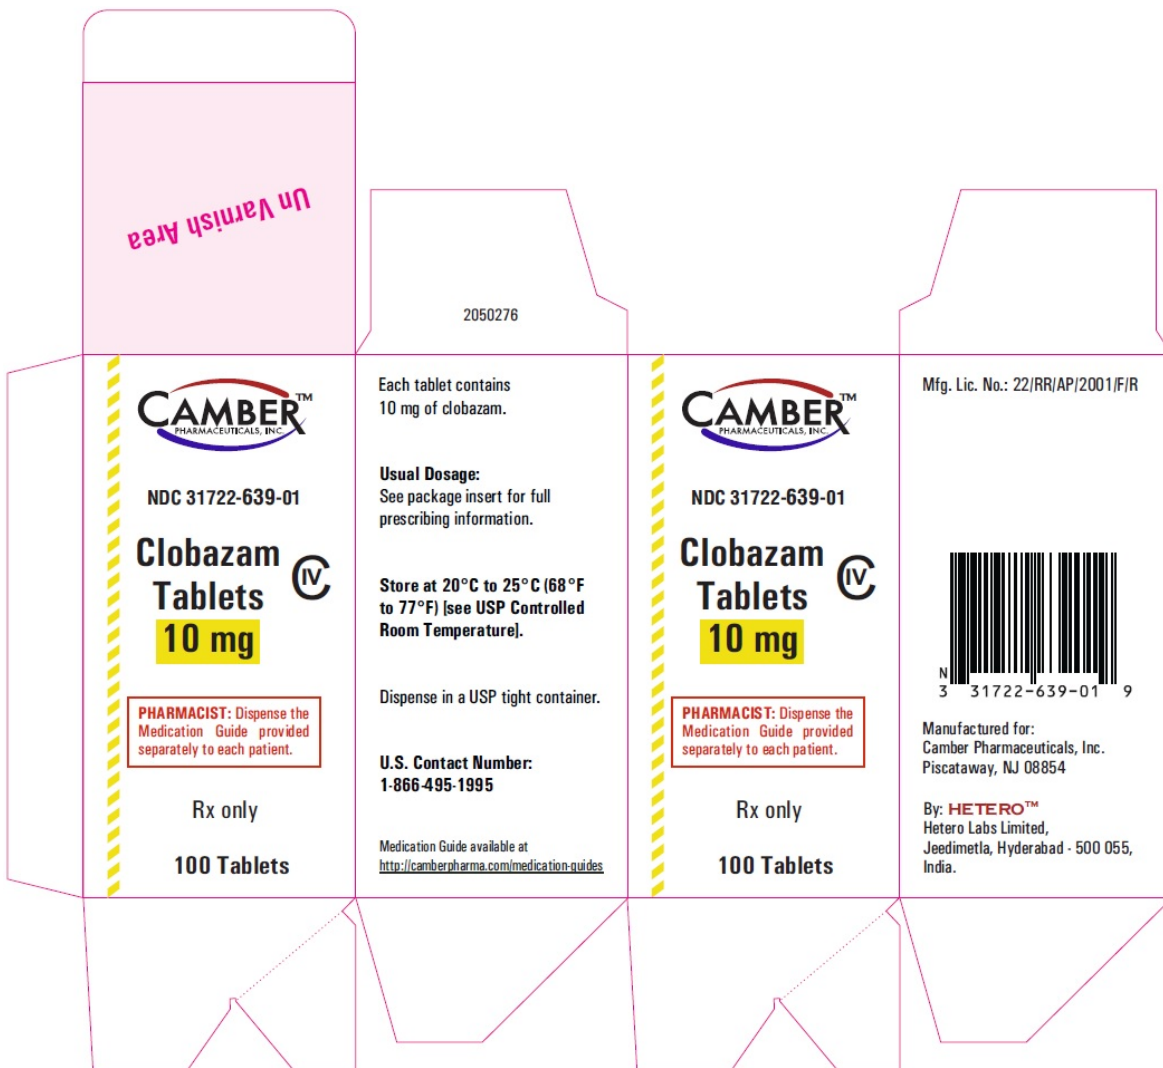 Un Varnish Area
2050276
CAMBER™
PHARMACEUTICALS, INC.
NDC 31722-639-01
Clobazam
Tablets
CIV
10 mg
PHARMACIST: Dispense the
Medication Guide provided
separately to each patient.
Rx only
100 Tablets
Each tablet contains
10 mg of clobazam.
Usual Dosage:
See package insert for full
prescribing information.
Store at 20°C to 25°C (68°F
to 77°F) [see USP Controlled
Room Temperature].
Dispense in a USP tight container.
U.S. Contact Number:
1-866-495-1995
Medication Guide available at
http://camberpharma.com/medication-guides
CAMBER™
PHARMACEUTICALS, INC.
NDC 31722-639-01
Clobazam
Tablets
CIV
10 mg
PHARMACIST: Dispense the
Medication Guide provided
separately to each patient.
Rx only
100 Tablets
Mfg. Lic. No.: 22/RR/AP/2001/F/R
N
3 31722-639-01 9
Manufactured for:
Camber Pharmaceuticals, Inc.
Piscataway, NJ 08854
By: HETERO™
Hetero Labs Limited,
Jeedimetla, Hyderabad - 500 055,
India.